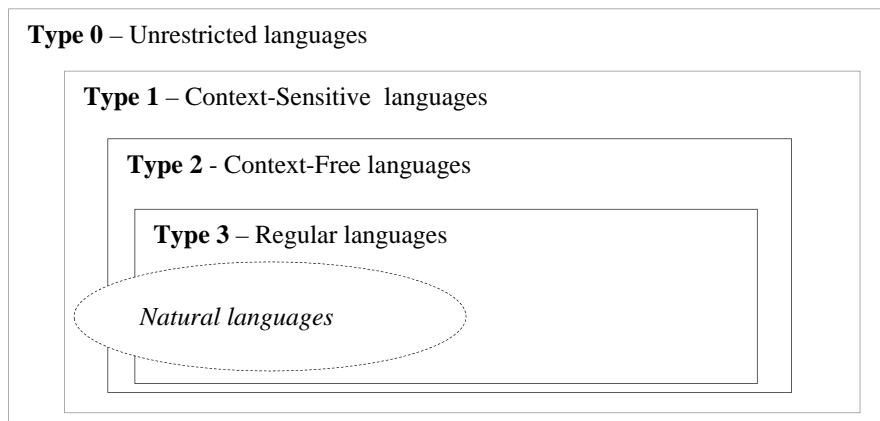 Type 0 – Unrestricted languages
Type 1 – Context-Sensitive languages
Type 2 - Context-Free languages
Type 3 – Regular languages
Natural languages